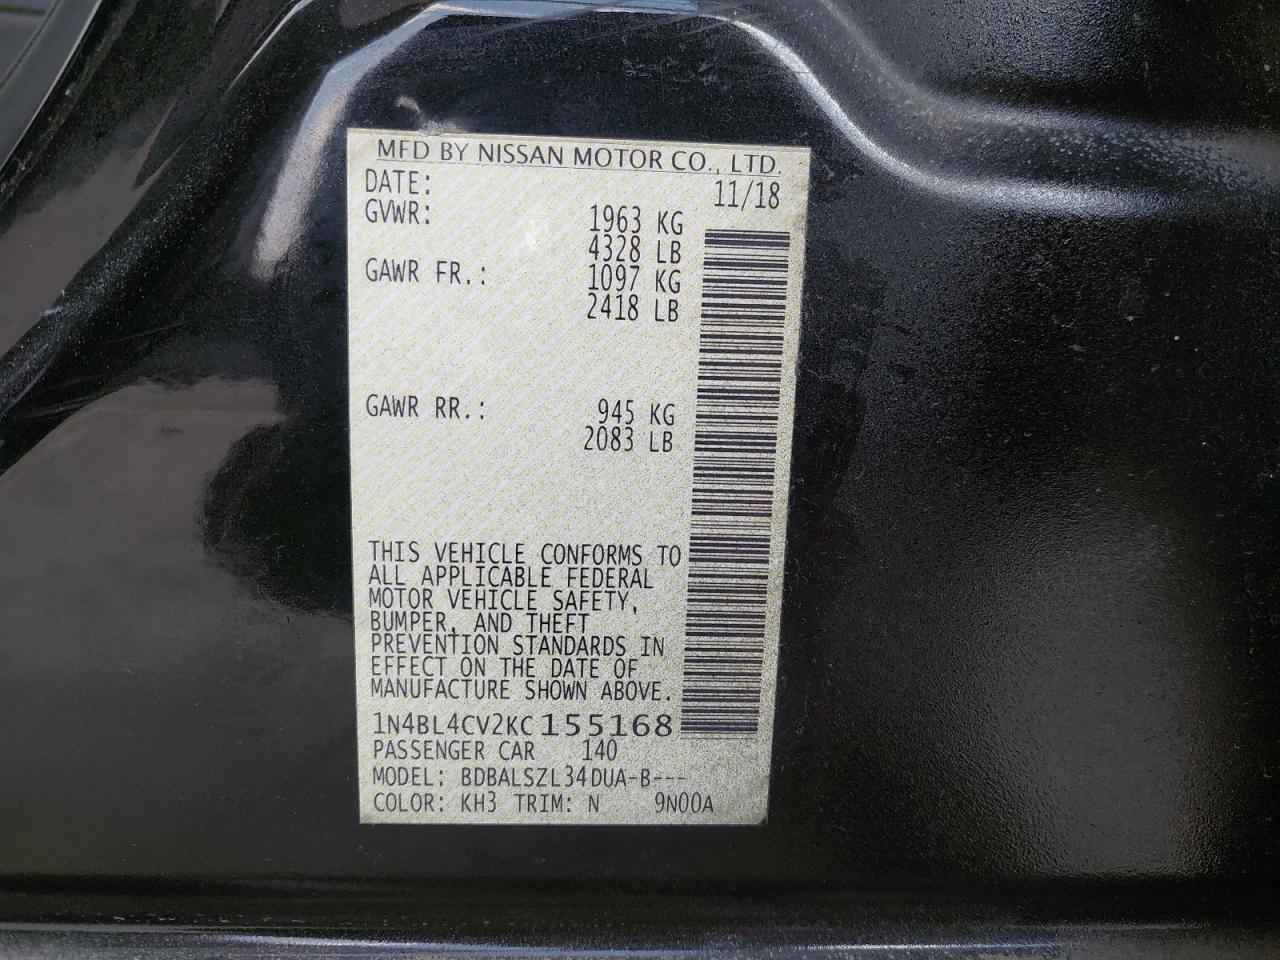 MFD BY NISSAN MOTOR CO., LTD.
DATE: 11/18
GVWR: 1963 KG
4328 LB
GAWR FR.: 1097 KG
2418 LB
GAWR RR.: 945 KG
2083 LB
THIS VEHICLE CONFORMS TO
ALL APPLICABLE FEDERAL
MOTOR VEHICLE SAFETY,
BUMPER, AND THEFT
PREVENTION STANDARDS IN
EFFECT ON THE DATE OF
MANUFACTURE SHOWN ABOVE.
1N4BL4CV2KC155168
PASSENGER CAR 140
MODEL: BDBALSZL34DUA-B---
COLOR: KH3 TRIM: N 9N00A